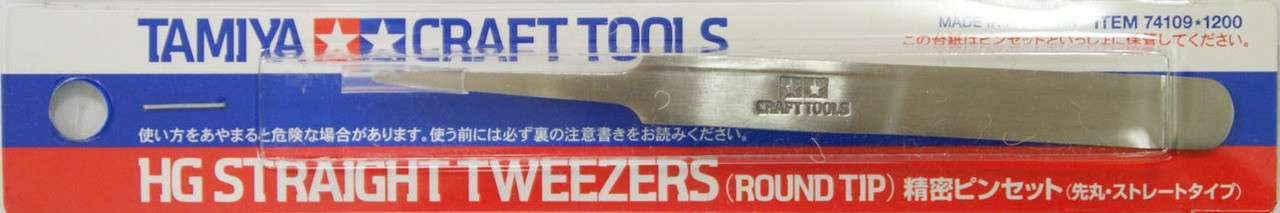 TAMIYA CRAFT TOOLS
MADE IN ITEM 74109★1200
この台紙はピンセットといっしょに保管してください。
CRAFT TOOLS
使い方をあやまると危険な場合があります。使う前には必ず裏の注意書きをお読みください。
HG STRAIGHT TWEEZERS (ROUND TIP) 精密ピンセット(先丸・ストレートタイプ)